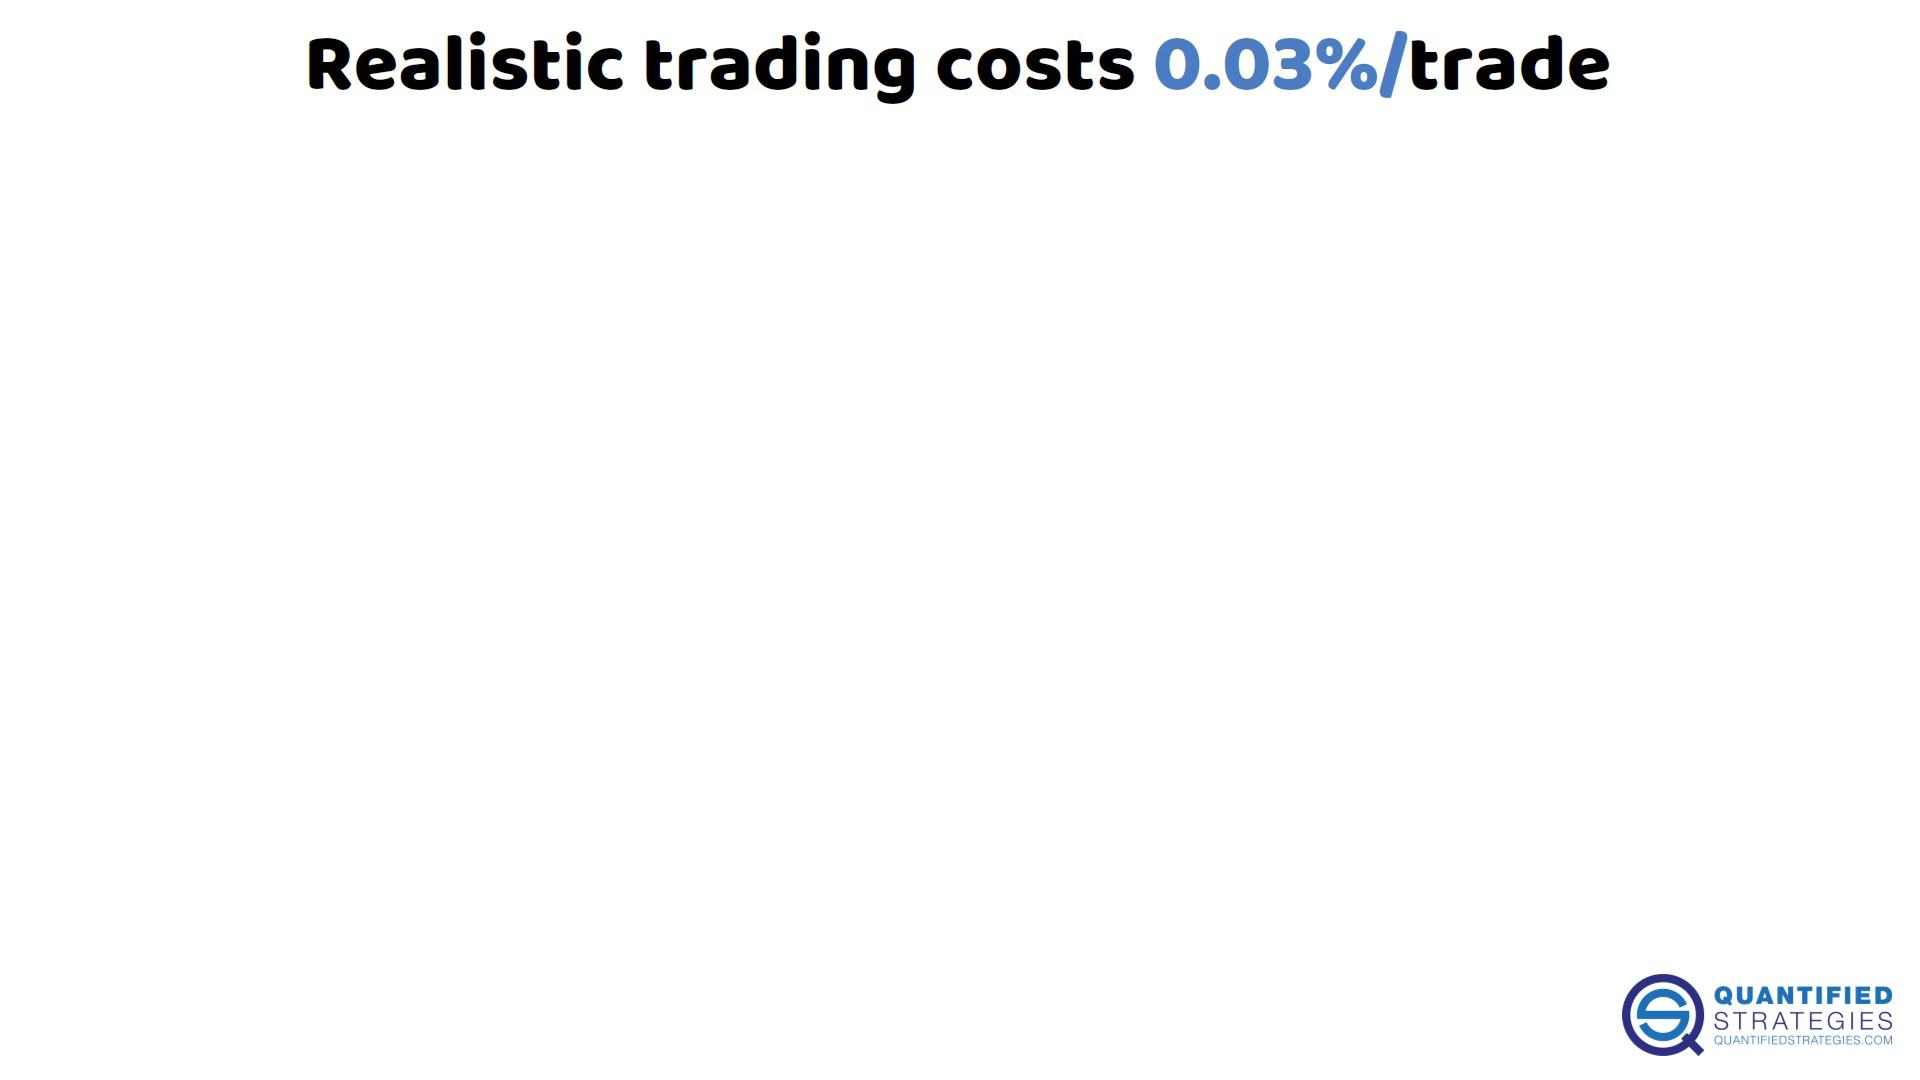 Realistic trading costs 0.03%/trade
QUANTIFIED
STRATEGIES
QUANTIFIEDSTRATEGIES.COM